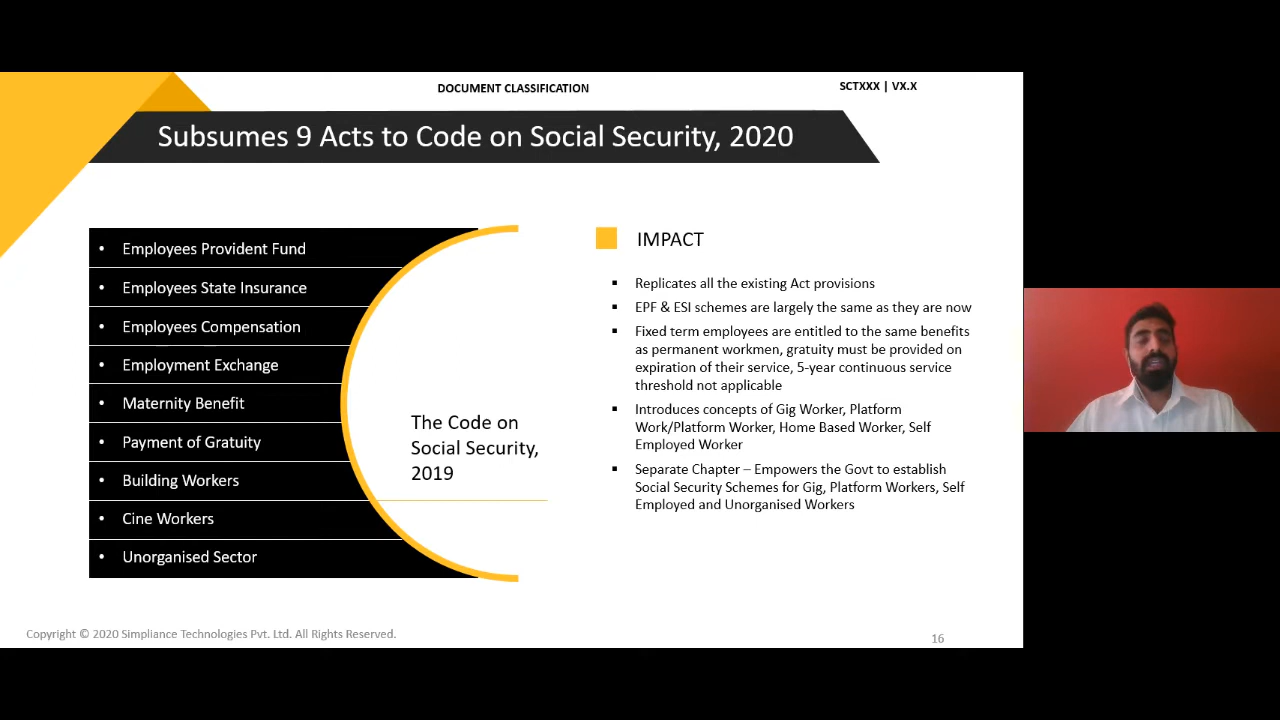 DOCUMENT CLASSIFICATION
SCTXXX | VX.X
Subsumes 9 Acts to Code on Social Security, 2020
• Employees Provident Fund
• Employees State Insurance
• Employees Compensation
• Employment Exchange
• Maternity Benefit
• Payment of Gratuity
• Building Workers
• Cine Workers
• Unorganised Sector
The Code on
Social Security,
2019
IMPACT
▪ Replicates all the existing Act provisions
▪ EPF & ESI schemes are largely the same as they are now
▪ Fixed term employees are entitled to the same benefits
as permanent workmen, gratuity must be provided on
expiration of their service, 5-year continuous service
threshold not applicable
▪ Introduces concepts of Gig Worker, Platform
Work/Platform Worker, Home Based Worker, Self
Employed Worker
▪ Separate Chapter – Empowers the Govt to establish
Social Security Schemes for Gig, Platform Workers, Self
Employed and Unorganised Workers
Copyright © 2020 Simpliance Technologies Pvt. Ltd. All Rights Reserved.
16